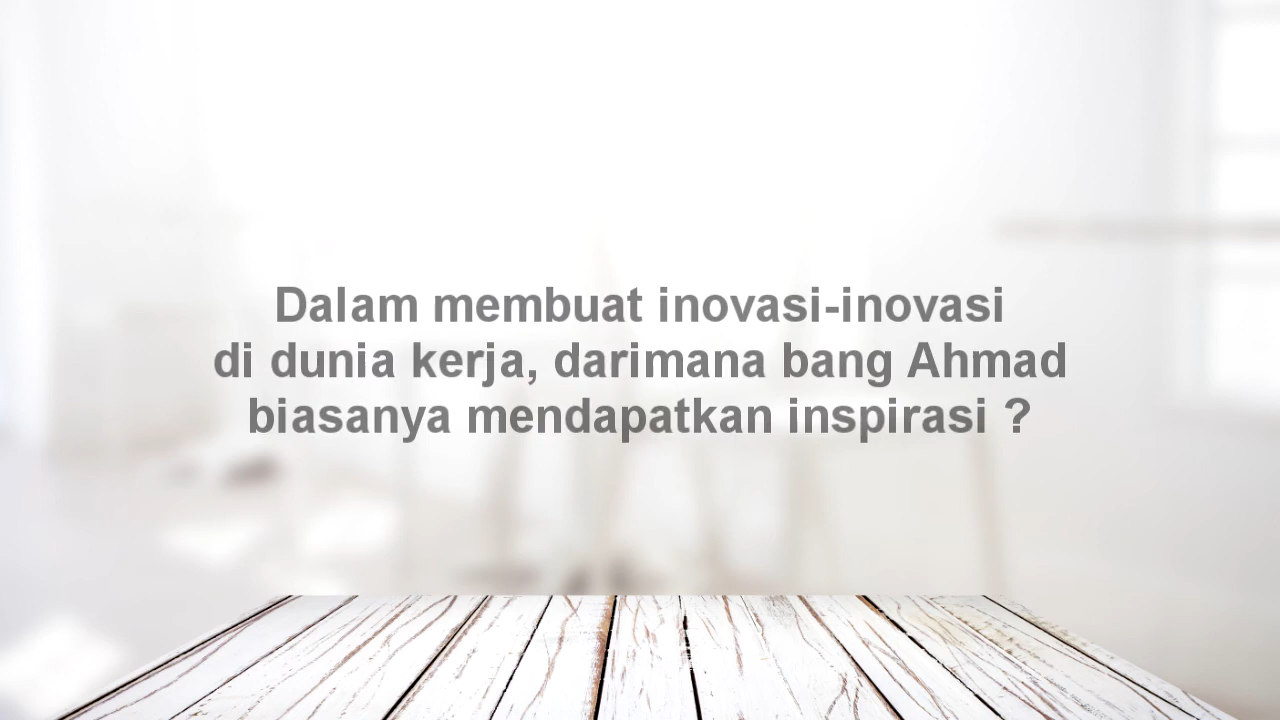 Dalam membuat inovasi-inovasi
di dunia kerja, darimana bang Ahmad
biasanya mendapatkan inspirasi ?